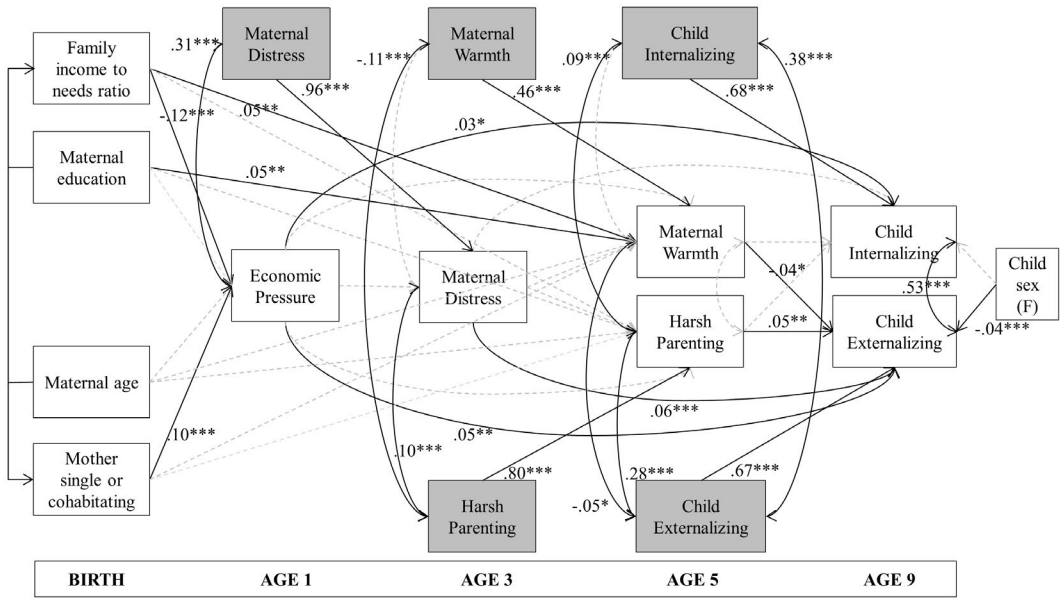 Family
income to
needs ratio
Maternal
education
Maternal age
Mother
single or
cohabitating
Maternal
Distress
Economic
Pressure
Maternal
Warmth
Maternal
Distress
Harsh
Parenting
Child
Internalizing
Maternal
Warmth
Harsh
Parenting
Child
Externalizing
Child
Internalizing
Child
Externalizing
Child
sex
(F)
.31***
-.12***
.05**
.05**
.10***
.96***
-.11***
.46***
.03*
.09***
.68***
.38***
-.04*
.53***
.05**
-.04***
.06***
.05**
.10***
.80***
.28***
-.05*
.67***
BIRTH
AGE 1
AGE 3
AGE 5
AGE 9